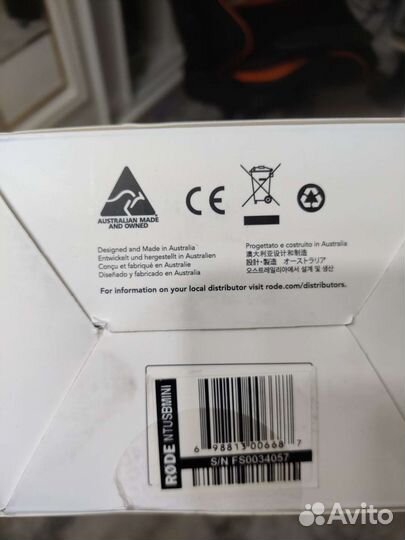 AUSTRALIAN MADE
AND OWNED
CE
Designed and Made in Australia
Entwickelt und hergestellt in Australien
Conçu et fabriqué en Australie
Diseñado y fabricado en Australia
Progettato e costruito in Australia
澳大利亚设计和制造
設計・製造 オーストラリア
오스트레일리아에서 설계 및 생산
For information on your local distributor visit rode.com/distributors.
RØDE NTUSBMINI
6 98813 00668 7
S/N FS0034057
Avito